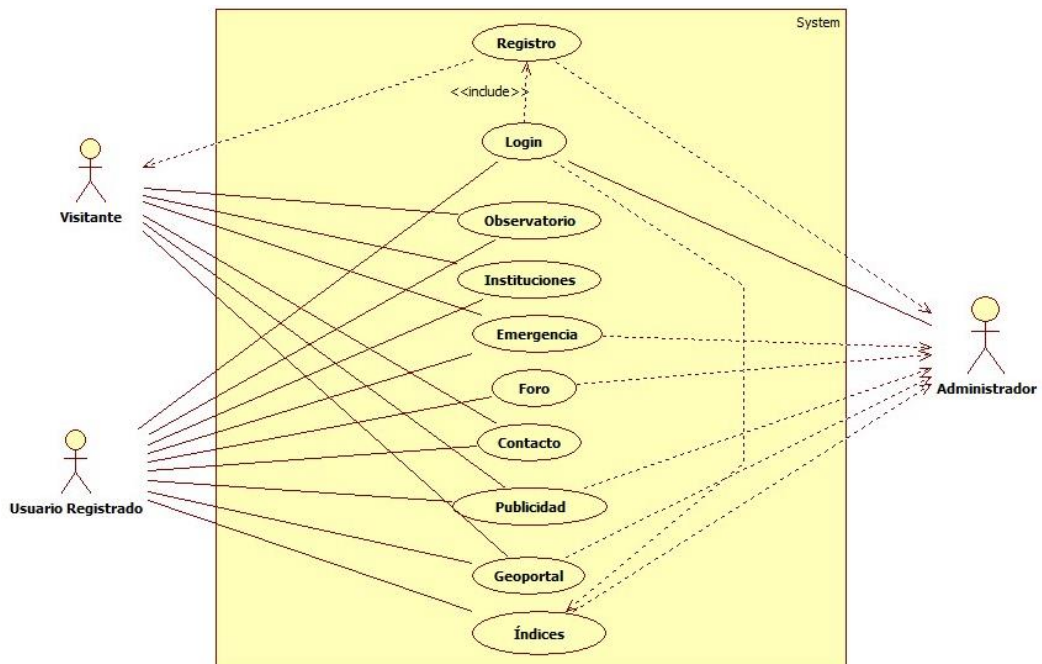 System
Registro
<<include>>
Login
Visitante
Observatorio
Instituciones
Emergencia
Administrador
Foro
Contacto
Usuario Registrado
Publicidad
Geoportal
Índices